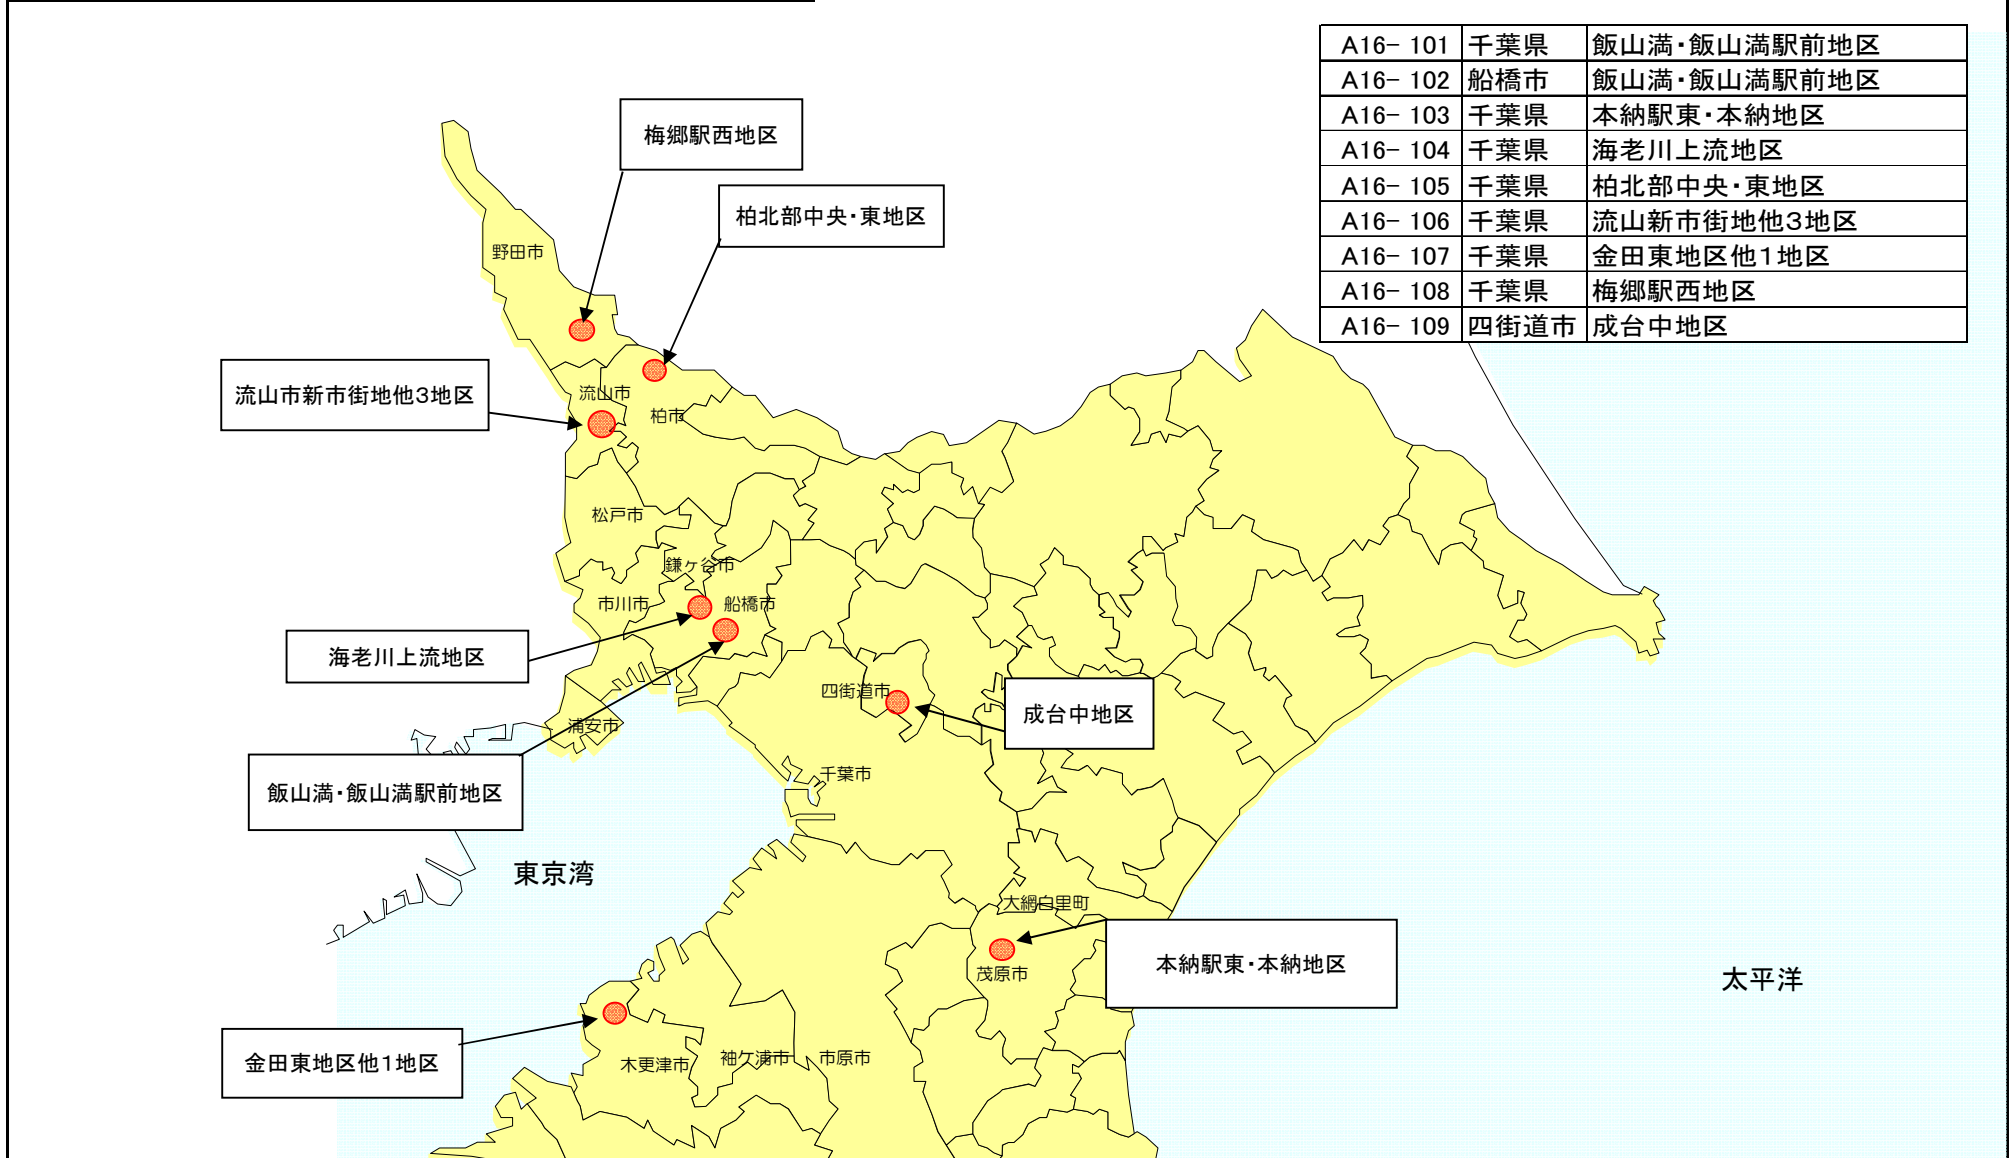 A16- 101 千葉県 飯山満・飯山満駅前地区
A16- 102 船橋市 飯山満・飯山満駅前地区
A16- 103 千葉県 本納駅東・本納地区
A16- 104 千葉県 海老川上流地区
A16- 105 千葉県 柏北部中央・東地区
A16- 106 千葉県 流山新市街地他3地区
A16- 107 千葉県 金田東地区他1地区
A16- 108 千葉県 梅郷駅西地区
A16- 109 四街道市 成台中地区
梅郷駅西地区
柏北部中央・東地区
野田市
流山市新市街地他3地区
流山市
柏市
松戸市
鎌ヶ谷市
市川市
船橋市
海老川上流地区
四街道市
成台中地区
浦安市
千葉市
飯山満・飯山満駅前地区
東京湾
大網白里町
本納駅東・本納地区
茂原市
太平洋
金田東地区他1地区
木更津市
袖ケ浦市
市原市